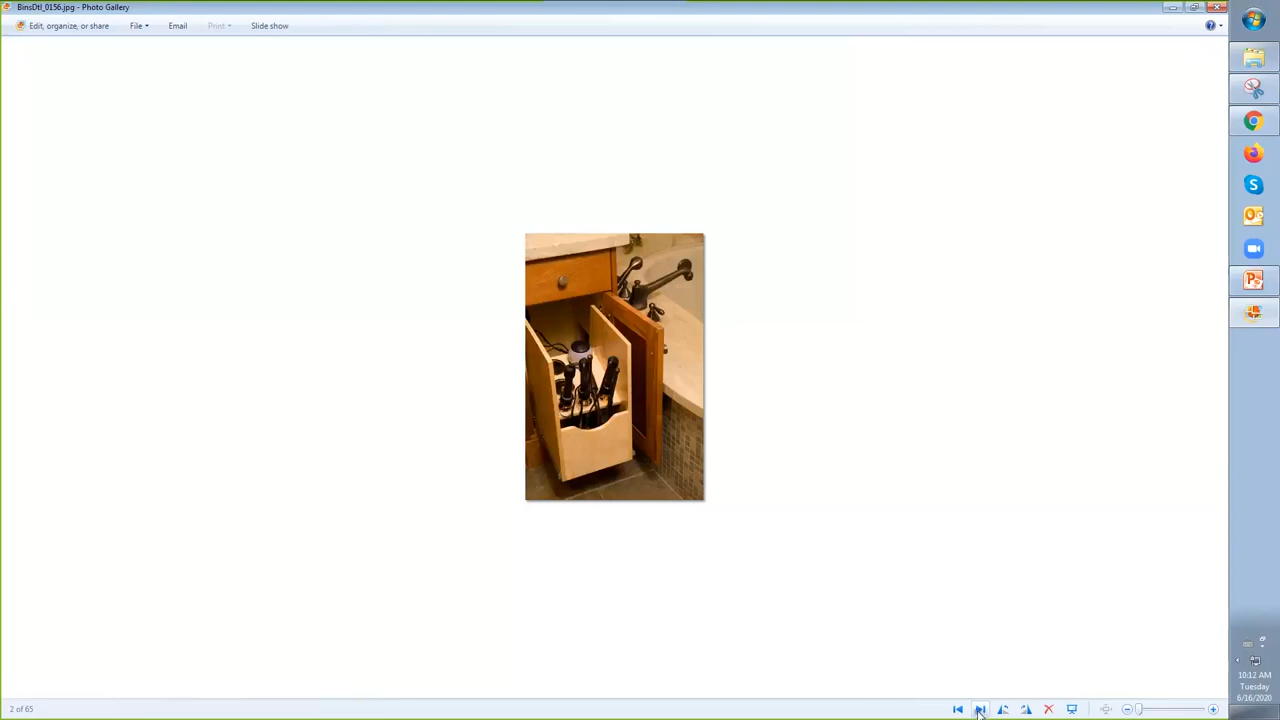 BinsDtl_0156.jpg - Photo Gallery
Edit, organize, or share File Email Print Slide show
10:12 AM
Tuesday
6/16/2020
2 of 65